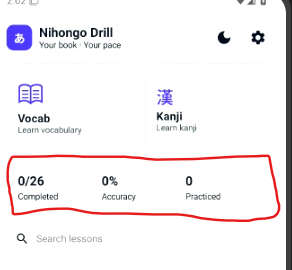 2:02
あ
Nihongo Drill
Your book · Your pace
Vocab
Learn vocabulary
漢
Kanji
Learn kanji
0/26
Completed
0%
Accuracy
0
Practiced
Search lessons